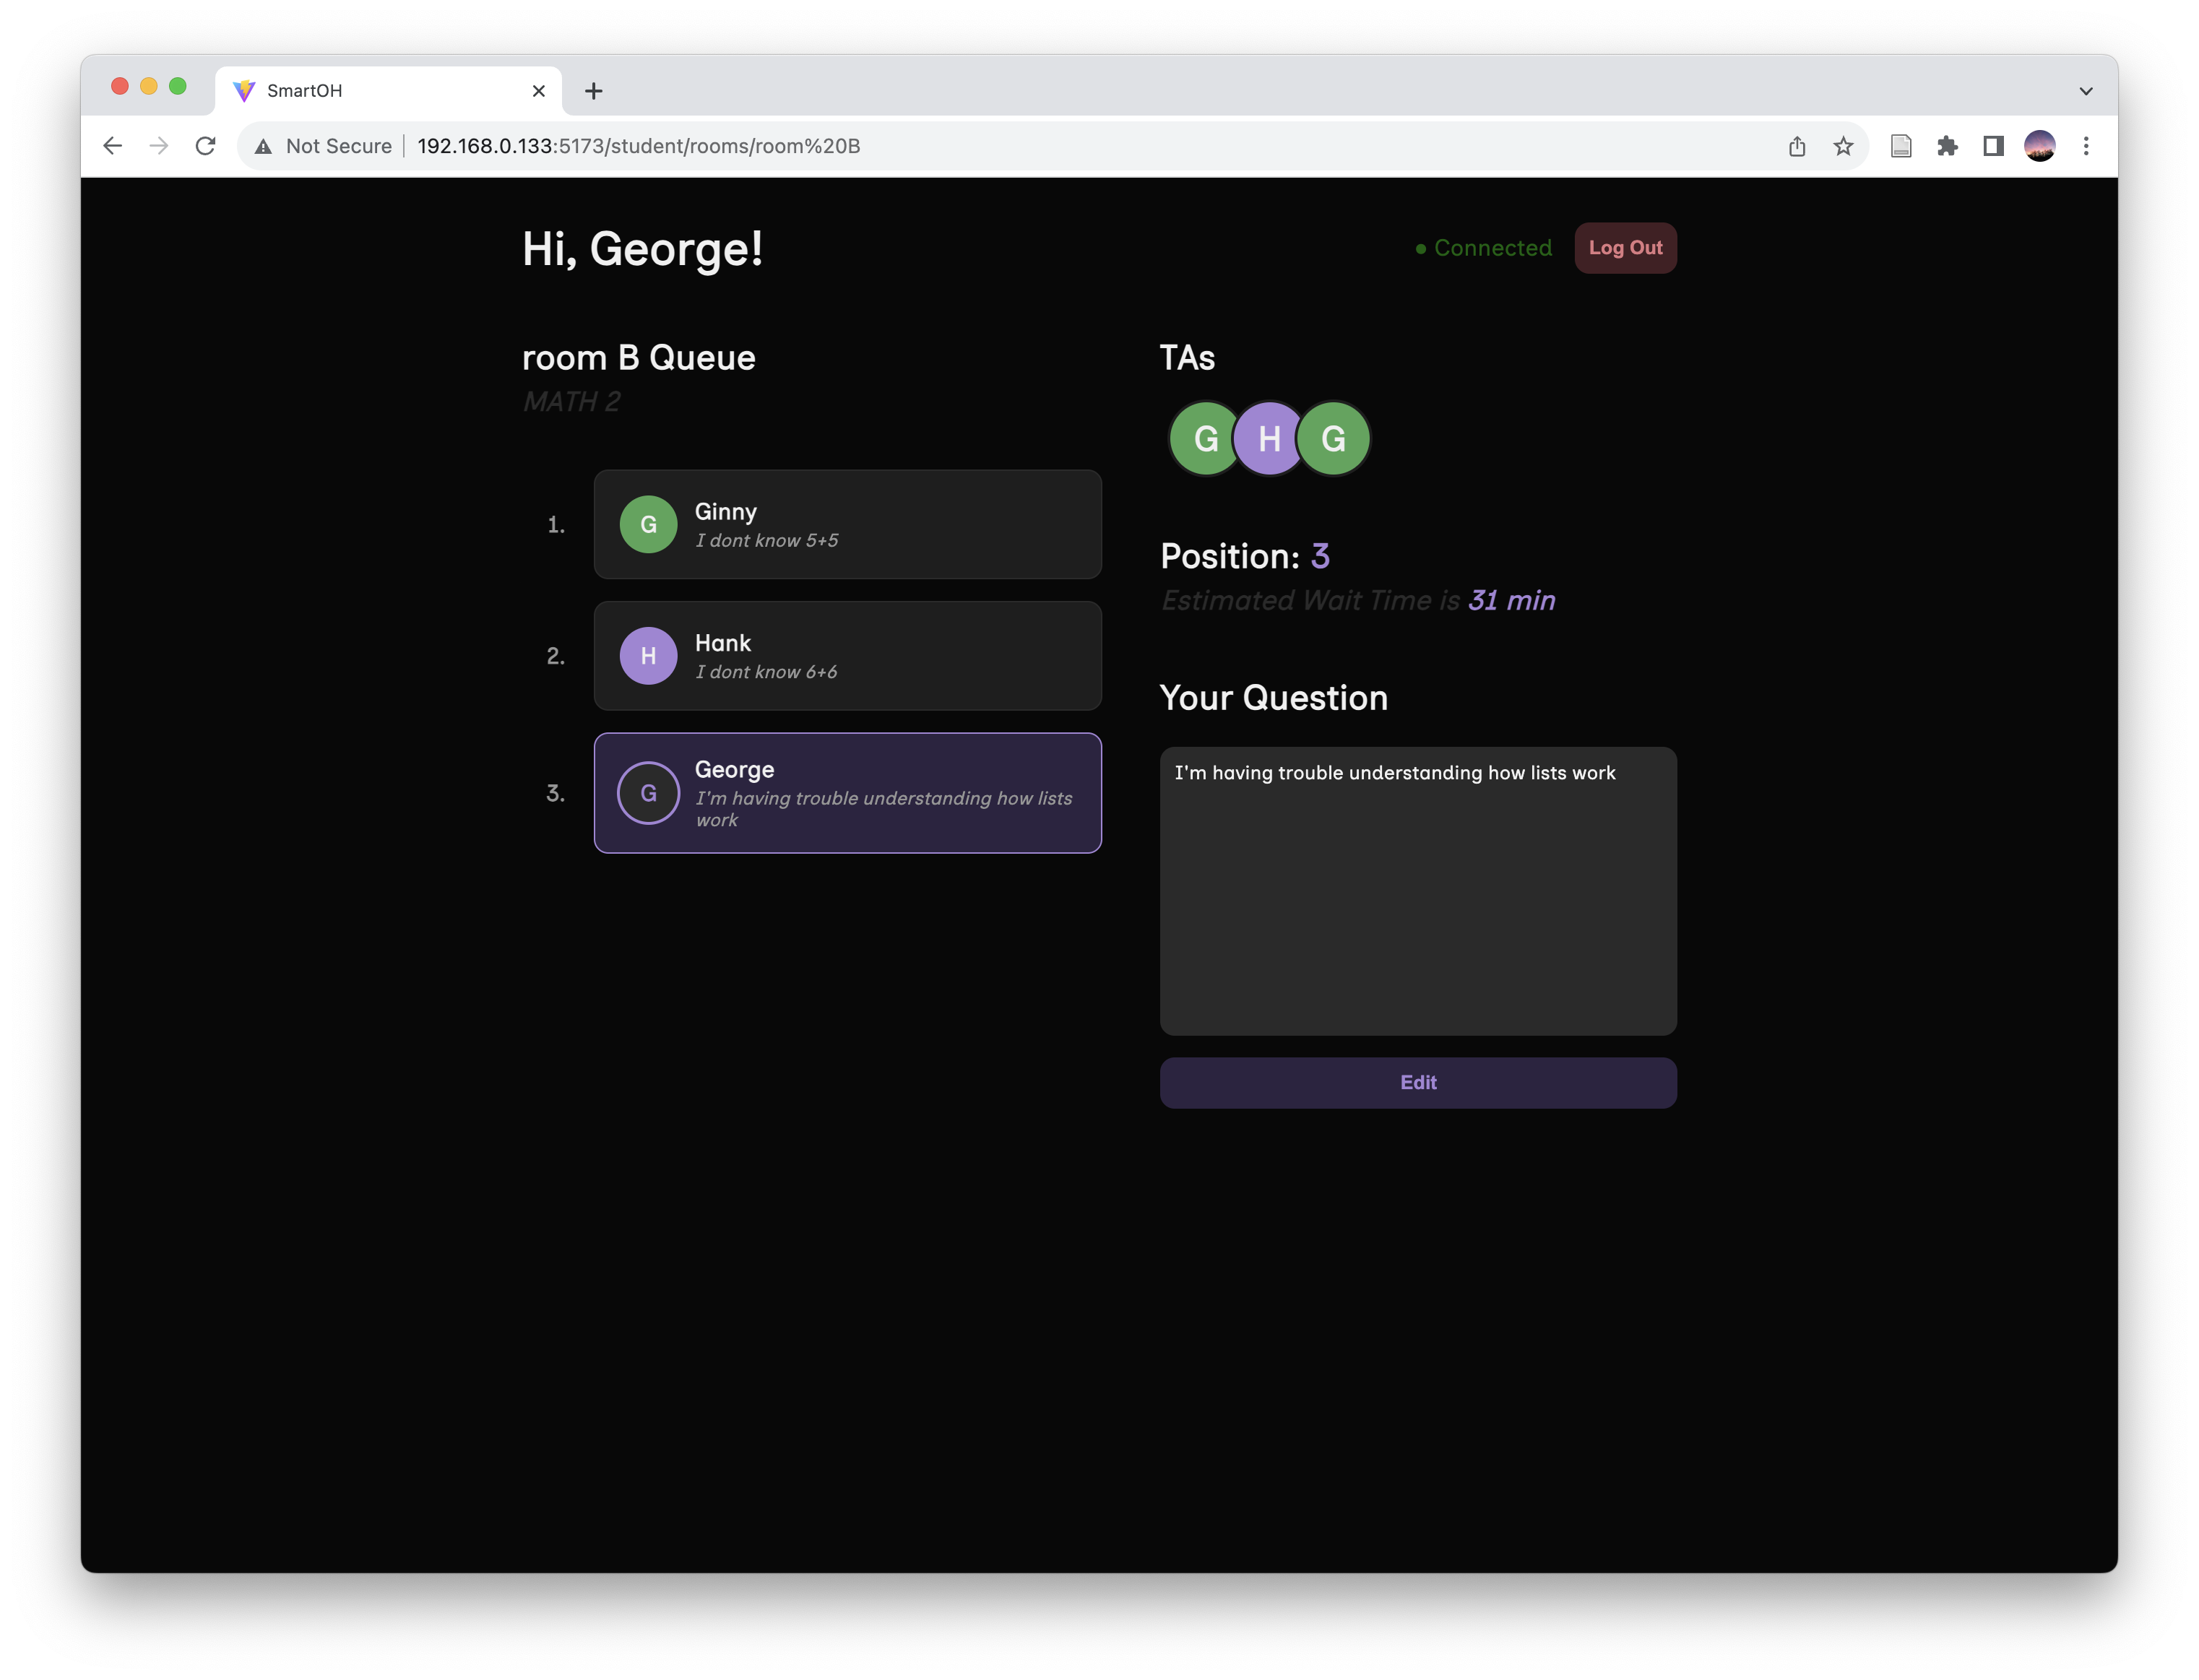 SmartOH
Not Secure 192.168.0.133:5173/student/rooms/room%20B
Hi, George!
Connected
Log Out
room B Queue
MATH 2
1.
G
Ginny
I dont know 5+5
2.
H
Hank
I dont know 6+6
3.
G
George
I'm having trouble understanding how lists
work
TAs
G H G
Position: 3
Estimated Wait Time is 31 min
Your Question
I'm having trouble understanding how lists work
Edit